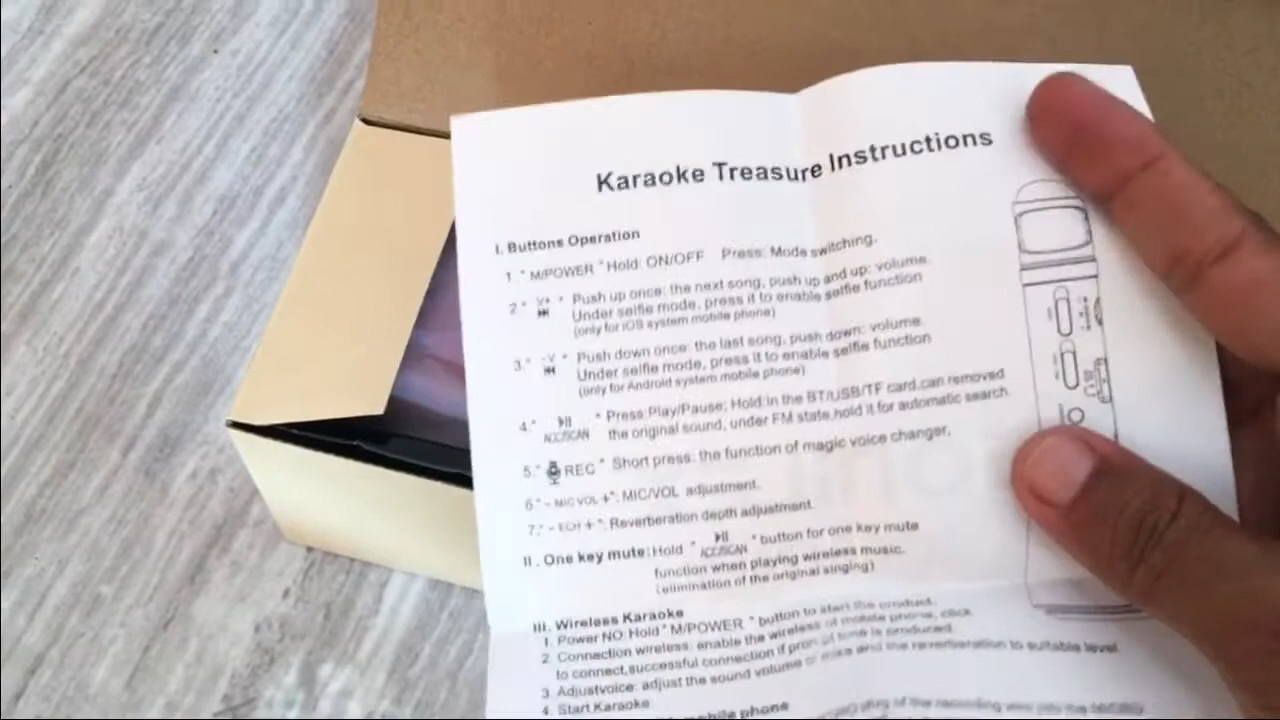 Karaoke Treasure Instructions
I. Buttons Operation
1. " M/POWER " Hold: ON/OFF Press: Mode switching.
2." V+ ⏭ " Push up once: the next song, push up and up: volume
Under selfie mode, press it to enable selfie function
(only for iOS system mobile phone)
3." -V ⏮ " Push down once: the last song, push down: volume
Under selfie mode, press it to enable selfie function
(only for Android system mobile phone)
4." ⏯ ACC/SCAN " Press:Play/Pause; Hold:in the BT/USB/TF card,can removed
the original sound, under FM state,hold it for automatic search.
5." REC " Short press: the function of magic voice changer.
6"− MIC VOL +": MIC/VOL adjustment.
7."− ECH +": Reverberation depth adjustment.
II . One key mute: Hold " ⏯ ACC/SCAN " button for one key mute
function when playing wireless music.
(elimination of the original singing)
III. Wireless Karaoke
1. Power NO: Hold " M/POWER " button to start the product.
2. Connection wireless: enable the wireless of mobile phone, click
to connect,successful connection if is produced.
3. Adjustvoice: adjust the sound volume and the reverberation to suitable level.
4. Start Karaoke
mobile phone